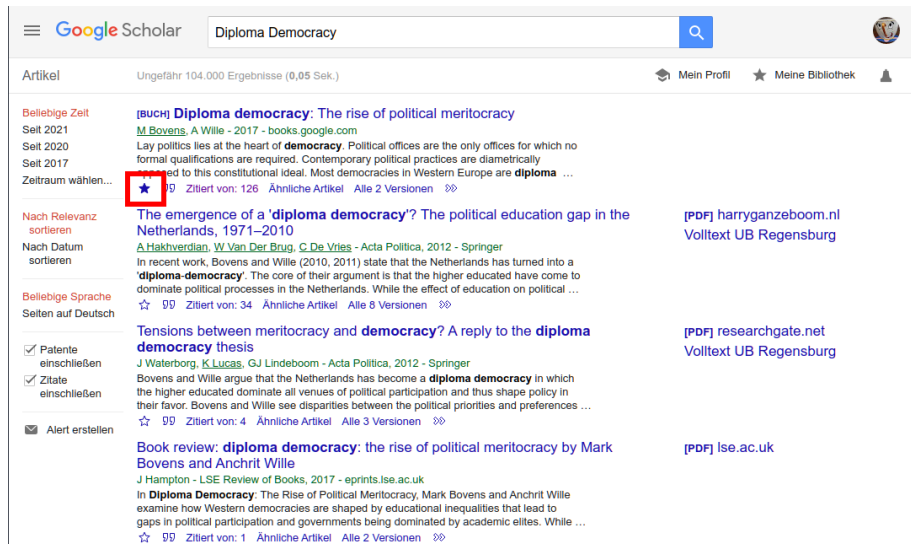 Google Scholar
Diploma Democracy
Artikel
Ungefähr 104.000 Ergebnisse (0,05 Sek.)
Mein Profil
Meine Bibliothek
Beliebige Zeit
Seit 2021
Seit 2020
Seit 2017
Zeitraum wählen...
Nach Relevanz
sortieren
Nach Datum
sortieren
Beliebige Sprache
Seiten auf Deutsch
Patente
einschließen
Zitate
einschließen
Alert erstellen
[BUCH] Diploma democracy: The rise of political meritocracy
M Bovens, A Wille - 2017 - books.google.com
Lay politics lies at the heart of democracy. Political offices are the only offices for which no
formal qualifications are required. Contemporary political practices are diametrically
opposed to this constitutional ideal. Most democracies in Western Europe are diploma …
Zitiert von: 126 Ähnliche Artikel Alle 2 Versionen
The emergence of a 'diploma democracy'? The political education gap in the
Netherlands, 1971–2010
A Hakhverdian, W Van Der Brug, C De Vries - Acta Politica, 2012 - Springer
In recent work, Bovens and Wille (2010, 2011) state that the Netherlands has turned into a
'diploma-democracy'. The core of their argument is that the higher educated have come to
dominate political processes in the Netherlands. While the effect of education on political …
Zitiert von: 34 Ähnliche Artikel Alle 8 Versionen
[PDF] harryganzeboom.nl
Volltext UB Regensburg
Tensions between meritocracy and democracy? A reply to the diploma
democracy thesis
J Waterborg, K Lucas, GJ Lindeboom - Acta Politica, 2012 - Springer
Bovens and Wille argue that the Netherlands has become a diploma democracy in which
the higher educated dominate all venues of political participation and thus shape policy in
their favor. Bovens and Wille see disparities between the political priorities and preferences …
Zitiert von: 4 Ähnliche Artikel Alle 3 Versionen
[PDF] researchgate.net
Volltext UB Regensburg
Book review: diploma democracy: the rise of political meritocracy by Mark
Bovens and Anchrit Wille
J Hampton - LSE Review of Books, 2017 - eprints.lse.ac.uk
In Diploma Democracy: The Rise of Political Meritocracy, Mark Bovens and Anchrit Wille
examine how Western democracies are shaped by educational inequalities that lead to
gaps in political participation and governments being dominated by academic elites. While …
Zitiert von: 1 Ähnliche Artikel Alle 2 Versionen
[PDF] lse.ac.uk